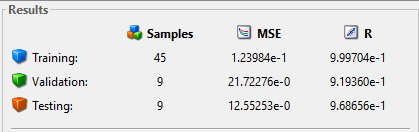 Results
Samples MSE R
Training: 45 1.23984e-1 9.99704e-1
Validation: 9 21.72276e-0 9.19360e-1
Testing: 9 12.55253e-0 9.68656e-1